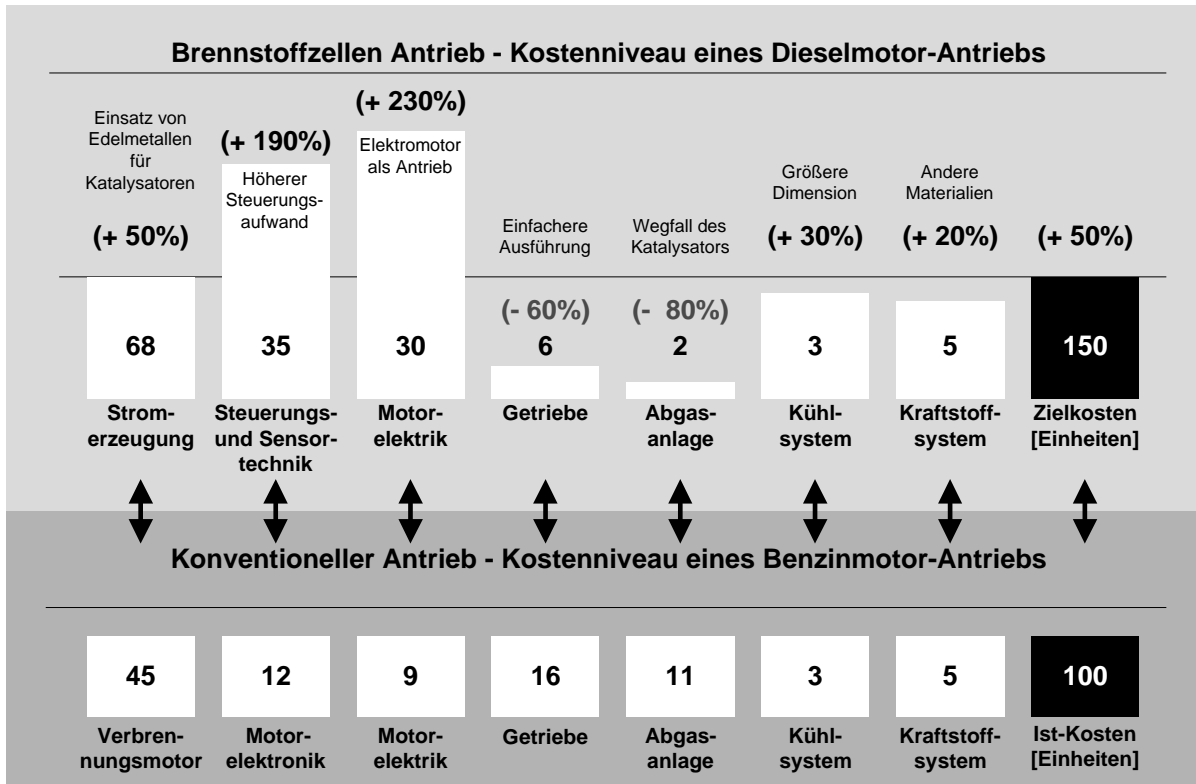 Brennstoffzellen Antrieb - Kostenniveau eines Dieselmotor-Antriebs
Einsatz von
Edelmetallen
für
Katalysatoren
(+ 50%)
(+ 190%)
Höherer
Steuerungs-
aufwand
(+ 230%)
Elektromotor
als Antrieb
Einfachere
Ausführung
(- 60%)
Wegfall des
Katalysators
(- 80%)
Größere
Dimension
(+ 30%)
Andere
Materialien
(+ 20%)
(+ 50%)
68
35
30
6
2
3
5
150
Strom-
erzeugung
Steuerungs-
und Sensor-
technik
Motor-
elektrik
Getriebe
Abgas-
anlage
Kühl-
system
Kraftstoff-
system
Zielkosten
[Einheiten]
Konventioneller Antrieb - Kostenniveau eines Benzinmotor-Antriebs
45
12
9
16
11
3
5
100
Verbren-
nungsmotor
Motor-
elektronik
Motor-
elektrik
Getriebe
Abgas-
anlage
Kühl-
system
Kraftstoff-
system
Ist-Kosten
[Einheiten]